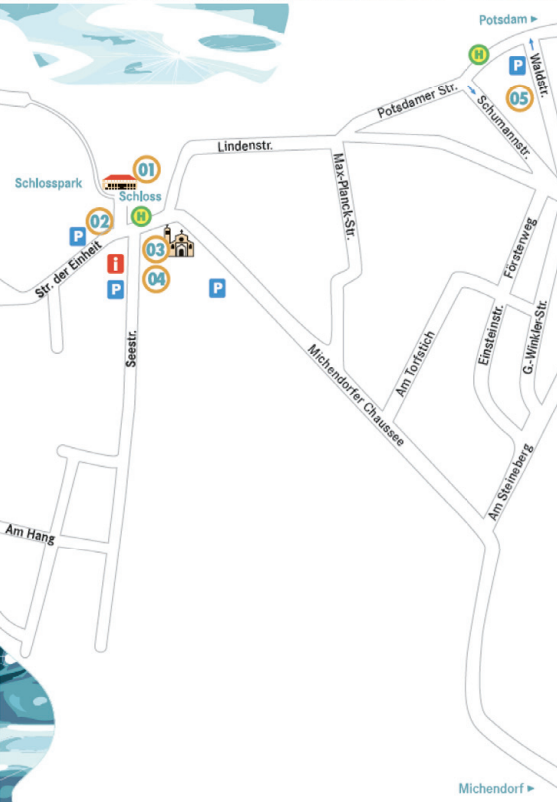 Potsdam ►
H
P
Waldstr.
05
Potsdamer Str.
Schumannstr.
Lindenstr.
Max-Planck-Str.
01
Schlosspark
Schloss
02
H
P
03
i
04
P
P
Str. der Einheit
Försterweg
Seestr.
Einsteinstr.
G.-Winkler-Str.
Am Torfstich
Michendorfer Chaussee
Am Steineberg
Am Hang
Michendorf ►